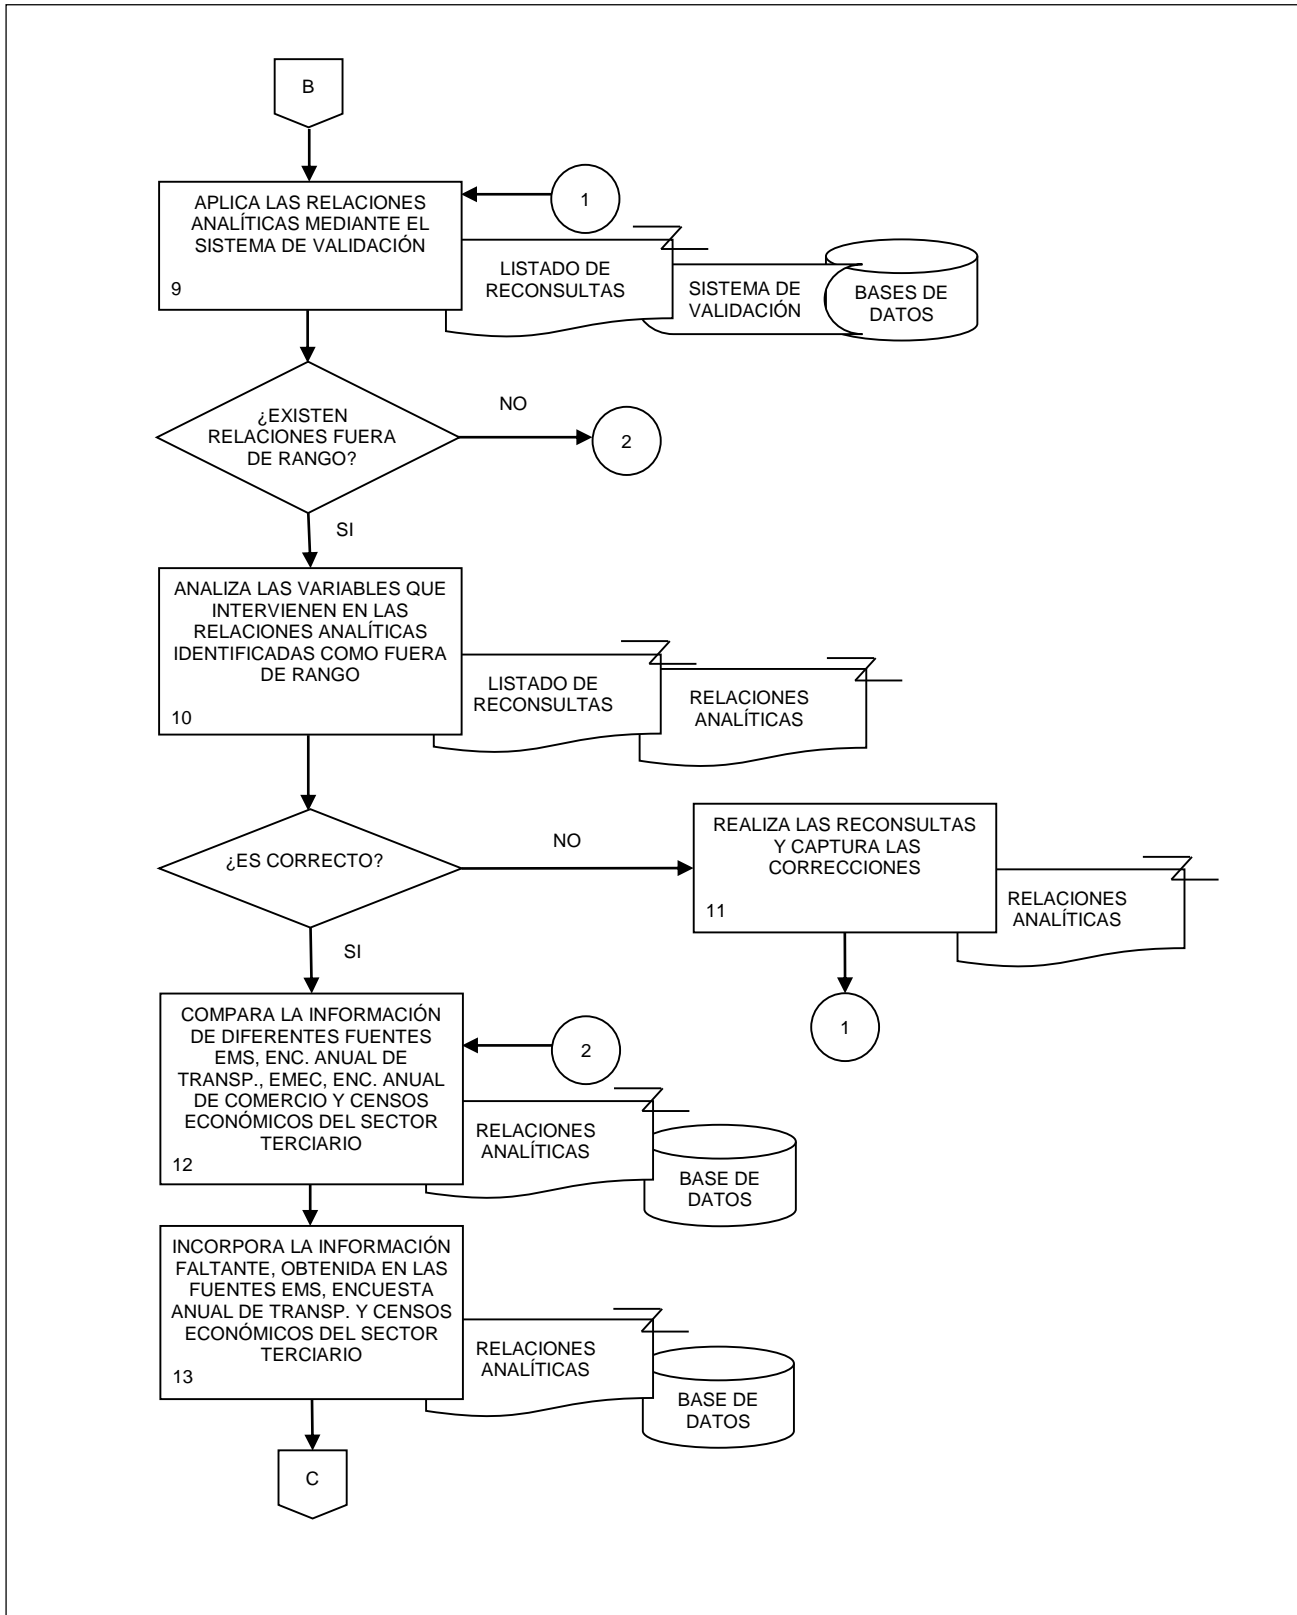 B
APLICA LAS RELACIONES
ANALÍTICAS MEDIANTE EL
SISTEMA DE VALIDACIÓN
9
1
LISTADO DE
RECONSULTAS
SISTEMA DE
VALIDACIÓN
BASES DE
DATOS
¿EXISTEN
RELACIONES FUERA
DE RANGO?
NO
2
SI
ANALIZA LAS VARIABLES QUE
INTERVIENEN EN LAS
RELACIONES ANALÍTICAS
IDENTIFICADAS COMO FUERA
DE RANGO
10
LISTADO DE
RECONSULTAS
RELACIONES
ANALÍTICAS
¿ES CORRECTO?
NO
REALIZA LAS RECONSULTAS
Y CAPTURA LAS
CORRECCIONES
11
RELACIONES
ANALÍTICAS
1
SI
COMPARA LA INFORMACIÓN
DE DIFERENTES FUENTES
EMS, ENC. ANUAL DE
TRANSP., EMEC, ENC. ANUAL
DE COMERCIO Y CENSOS
ECONÓMICOS DEL SECTOR
TERCIARIO
12
2
RELACIONES
ANALÍTICAS
BASE DE
DATOS
INCORPORA LA INFORMACIÓN
FALTANTE, OBTENIDA EN LAS
FUENTES EMS, ENCUESTA
ANUAL DE TRANSP. Y CENSOS
ECONÓMICOS DEL SECTOR
TERCIARIO
13
RELACIONES
ANALÍTICAS
BASE DE
DATOS
C